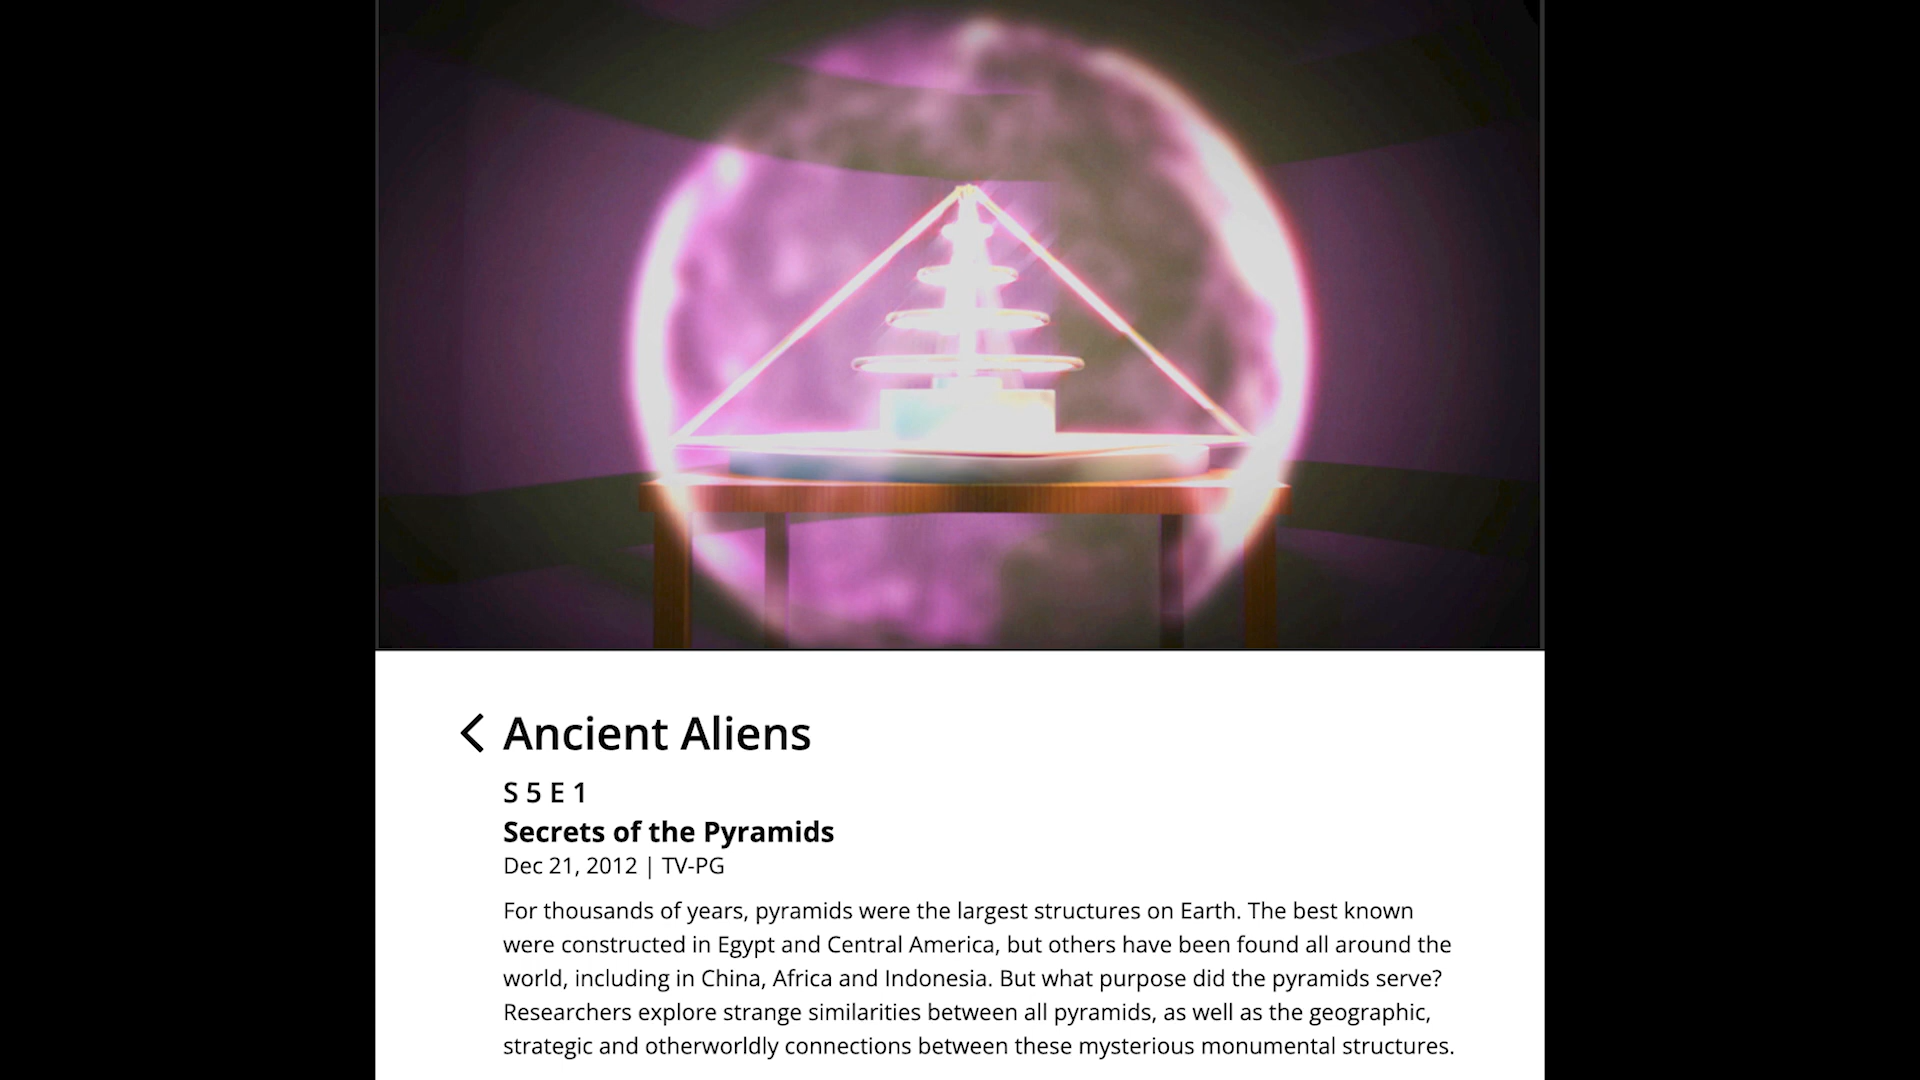 Ancient Aliens
S 5 E 1
Secrets of the Pyramids
Dec 21, 2012 | TV-PG
For thousands of years, pyramids were the largest structures on Earth. The best known
were constructed in Egypt and Central America, but others have been found all around the
world, including in China, Africa and Indonesia. But what purpose did the pyramids serve?
Researchers explore strange similarities between all pyramids, as well as the geographic,
strategic and otherworldly connections between these mysterious monumental structures.